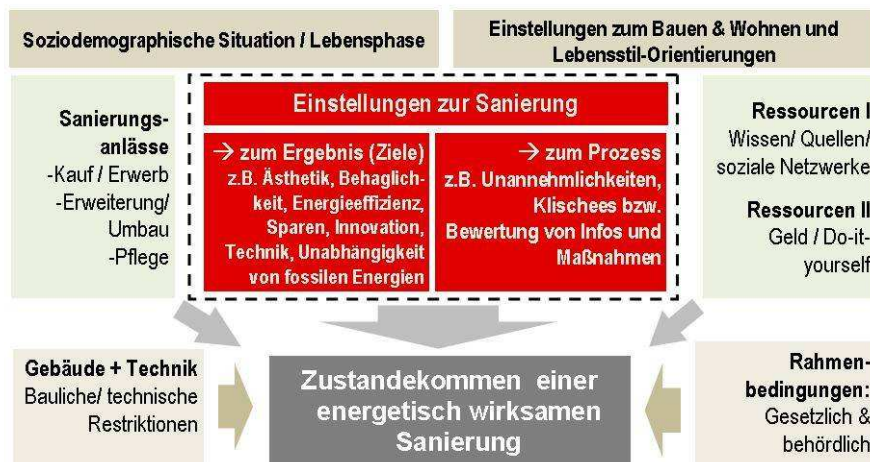 Soziodemographische Situation / Lebensphase
Einstellungen zum Bauen & Wohnen und
Lebensstil-Orientierungen
Sanierungs-
anlässe
-Kauf / Erwerb
-Erweiterung/
Umbau
-Pflege
Einstellungen zur Sanierung
→ zum Ergebnis (Ziele)
z.B. Ästhetik, Behaglich-
keit, Energieeffizienz,
Sparen, Innovation,
Technik, Unabhängigkeit
von fossilen Energien
→ zum Prozess
z.B. Unannehmlichkeiten,
Klischees bzw.
Bewertung von Infos und
Maßnahmen
Ressourcen I
Wissen/ Quellen/
soziale Netzwerke
Ressourcen II
Geld / Do-it-
yourself
Gebäude + Technik
Bauliche/ technische
Restriktionen
Zustandekommen einer
energetisch wirksamen
Sanierung
Rahmen-
bedingungen:
Gesetzlich &
behördlich